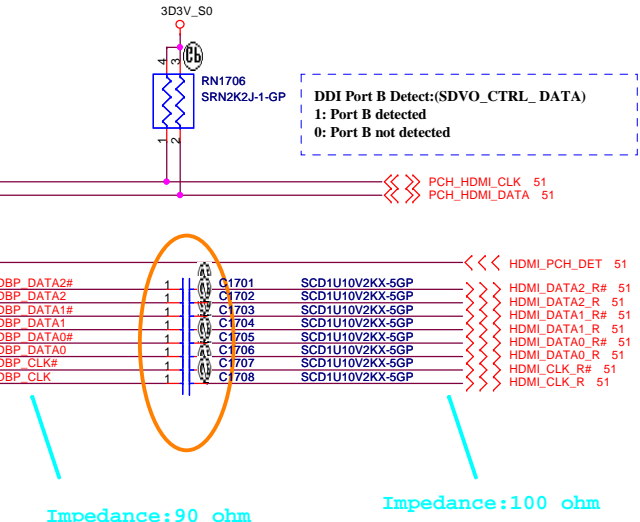 3D3V_S0
4 3
RN1706
SRN2K2J-1-GP
1 2
DDI Port B Detect:(SDVO_CTRL_ DATA)
1: Port B detected
0: Port B not detected
PCH_HDMI_CLK 51
PCH_HDMI_DATA 51
HDMI_PCH_DET 51
DBP_DATA2# 1 C1701 SCD1U10V2KX-5GP HDMI_DATA2_R# 51
DBP_DATA2 1 C1702 SCD1U10V2KX-5GP HDMI_DATA2_R 51
DBP_DATA1# 1 C1703 SCD1U10V2KX-5GP HDMI_DATA1_R# 51
DBP_DATA1 1 C1704 SCD1U10V2KX-5GP HDMI_DATA1_R 51
DBP_DATA0# 1 C1705 SCD1U10V2KX-5GP HDMI_DATA0_R# 51
DBP_DATA0 1 C1706 SCD1U10V2KX-5GP HDMI_DATA0_R 51
DBP_CLK# 1 C1707 SCD1U10V2KX-5GP HDMI_CLK_R# 51
DBP_CLK 1 C1708 SCD1U10V2KX-5GP HDMI_CLK_R 51
Impedance:90 ohm
Impedance:100 ohm